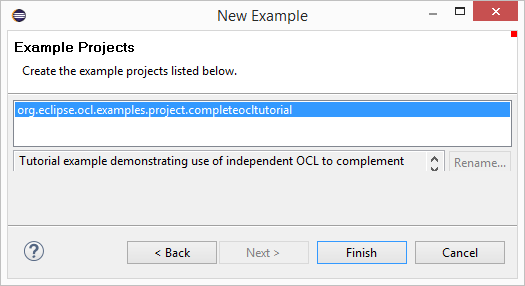 New Example
Example Projects
Create the example projects listed below.
org.eclipse.ocl.examples.project.completeocltutorial
Tutorial example demonstrating use of independent OCL to complement
Rename...
?
< Back
Next >
Finish
Cancel